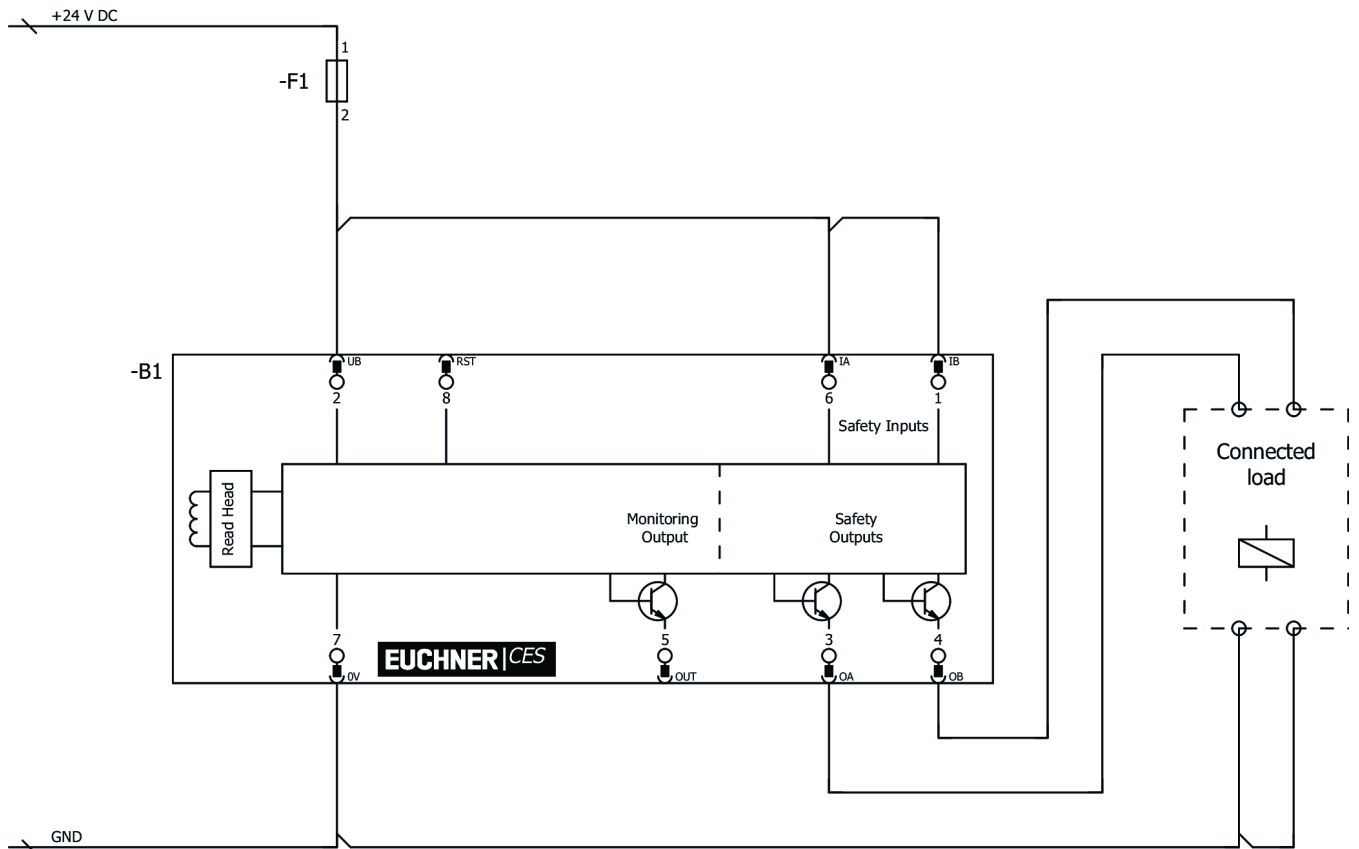 +24 V DC
1
-F1
2
-B1
UB
RST
IA
IB
2
8
6
1
Safety Inputs
Connected
load
Read Head
Monitoring
Output
Safety
Outputs
7
5
3
4
EUCHNER CES
0V
OUT
OA
OB
GND